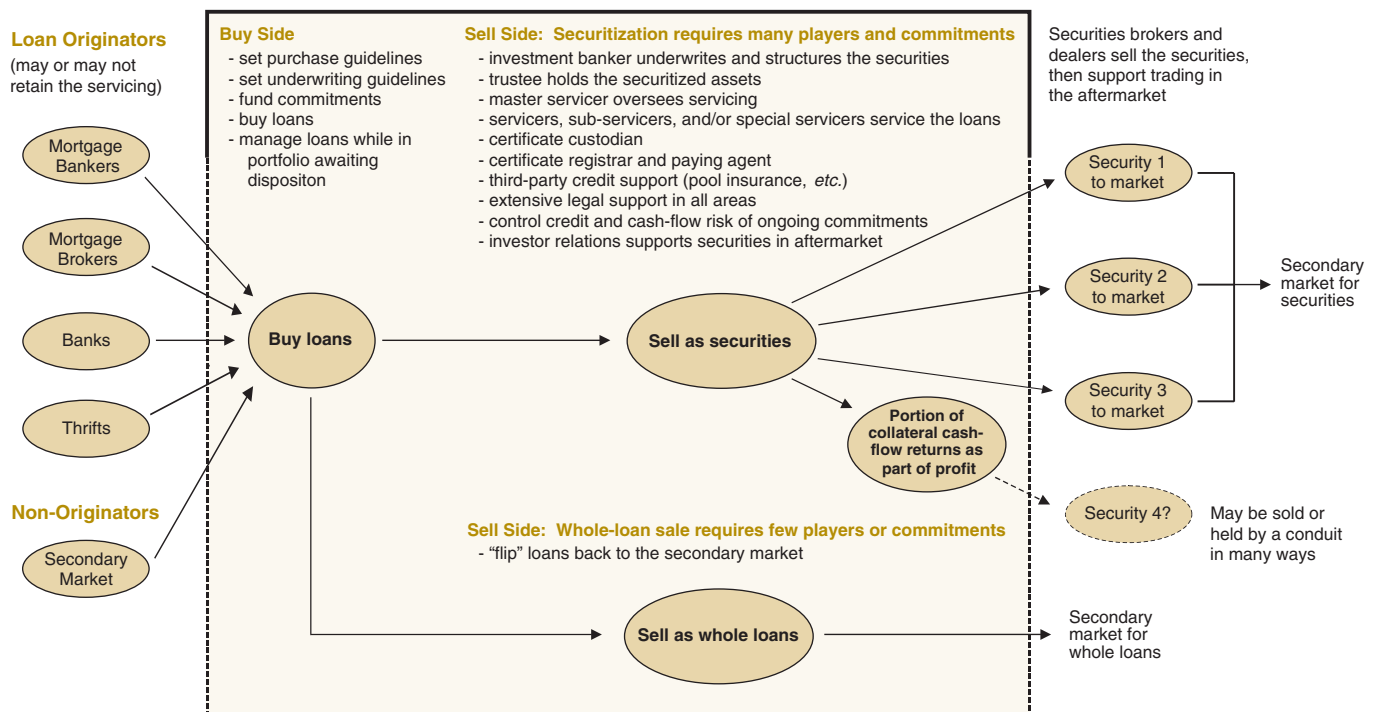 Loan Originators
(may or may not
retain the servicing)
Mortgage
Bankers
Mortgage
Brokers
Banks
Thrifts
Non-Originators
Secondary
Market
Buy Side
- set purchase guidelines
- set underwriting guidelines
- fund commitments
- buy loans
- manage loans while in
portfolio awaiting
dispositon
Sell Side: Securitization requires many players and commitments
- investment banker underwrites and structures the securities
- trustee holds the securitized assets
- master servicer oversees servicing
- servicers, sub-servicers, and/or special servicers service the loans
- certificate custodian
- certificate registrar and paying agent
- third-party credit support (pool insurance, etc.)
- extensive legal support in all areas
- control credit and cash-flow risk of ongoing commitments
- investor relations supports securities in aftermarket
Buy loans
Sell as securities
Portion of
collateral cash-
flow returns as
part of profit
Sell Side: Whole-loan sale requires few players or commitments
- “flip” loans back to the secondary market
Sell as whole loans
Securities brokers and
dealers sell the securities,
then support trading in
the aftermarket
Security 1
to market
Security 2
to market
Security 3
to market
Secondary
market for
securities
Security 4?
May be sold or
held by a conduit
in many ways
Secondary
market for
whole loans